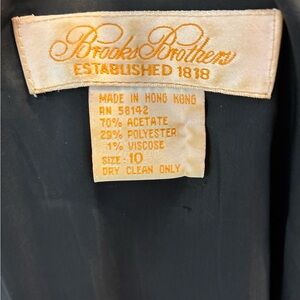 Brooks Brothers
ESTABLISHED 1818
MADE IN HONG KONG
RN 58142
70% ACETATE
29% POLYESTER
1% VISCOSE
SIZE: 10
DRY CLEAN ONLY